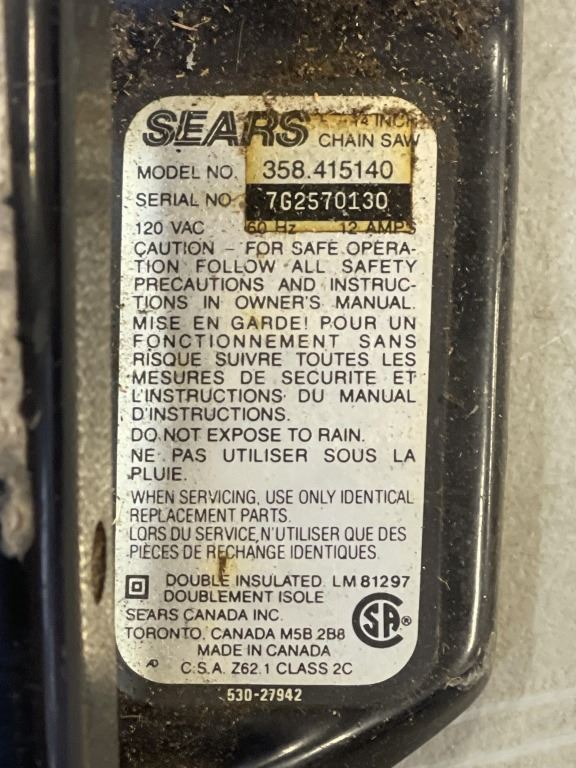 SEARS 14 INCH
CHAIN SAW
MODEL NO. 358.415140
SERIAL NO. 7G2570130
120 VAC 60 Hz 12 AMPS
CAUTION – FOR SAFE OPERA-
TION FOLLOW ALL SAFETY
PRECAUTIONS AND INSTRUC-
TIONS IN OWNER'S MANUAL.
MISE EN GARDE! POUR UN
FONCTIONNEMENT SANS
RISQUE SUIVRE TOUTES LES
MESURES DE SECURITE ET
L'INSTRUCTIONS DU MANUAL
D'INSTRUCTIONS.
DO NOT EXPOSE TO RAIN.
NE PAS UTILISER SOUS LA
PLUIE.
WHEN SERVICING, USE ONLY IDENTICAL
REPLACEMENT PARTS.
LORS DU SERVICE, N'UTILISER QUE DES
PIÈCES DE RECHANGE IDENTIQUES.
DOUBLE INSULATED LM 81297
DOUBLEMENT ISOLE
SEARS CANADA INC.
TORONTO, CANADA M5B 2B8
MADE IN CANADA
C.S.A. Z62.1 CLASS 2C
SA ®
530-27942